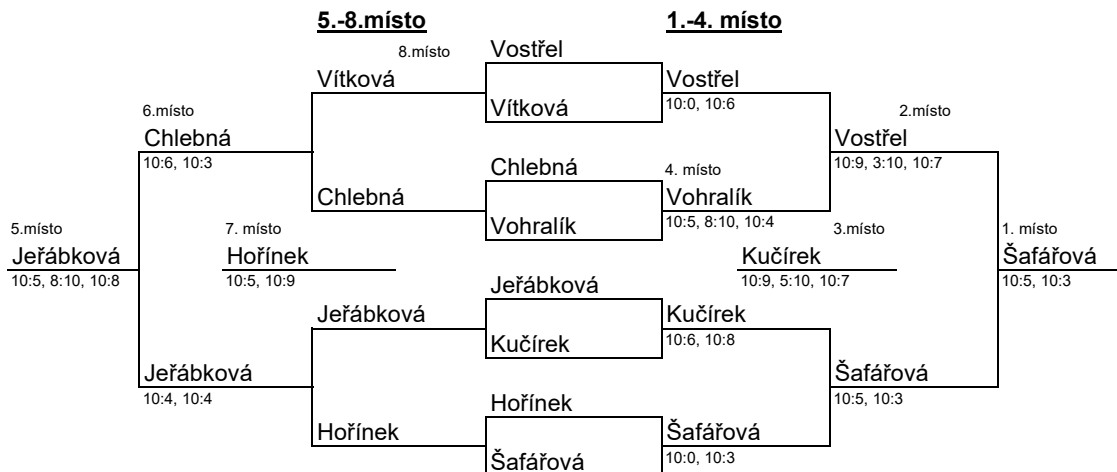 5.-8.místo 1.-4. místo
8.místo Vostřel
Vítková Vostřel
6.místo Vítková 10:0, 10:6 2.místo
Chlebná Vostřel
10:6, 10:3 Chlebná 4. místo 10:9, 3:10, 10:7
Chlebná Vohralík
5.místo 7. místo Vohralík 10:5, 8:10, 10:4 3.místo 1. místo
Jeřábková Hořínek Kučírek Šafářová
10:5, 8:10, 10:8 10:5, 10:9 Jeřábková 10:9, 5:10, 10:7 10:5, 10:3
Jeřábková Kučírek
Kučírek 10:6, 10:8
Jeřábková Šafářová
10:4, 10:4 Hořínek 10:5, 10:3
Hořínek Šafářová
Šafářová 10:0, 10:3